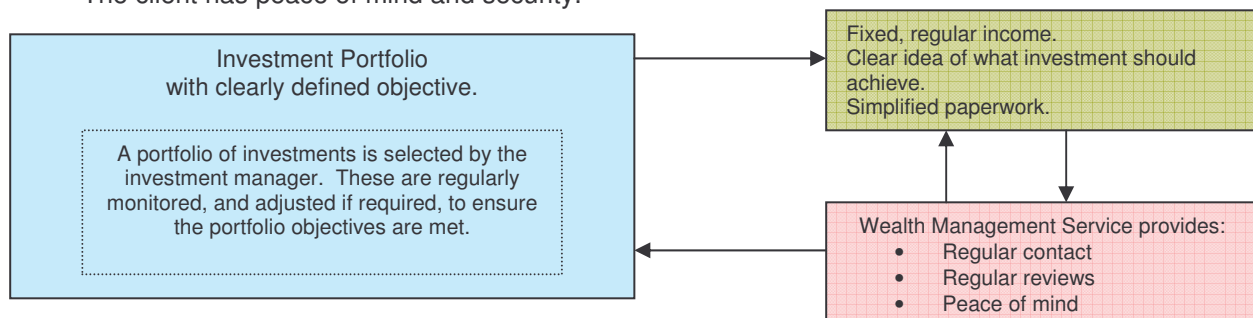 The client has peace of mind and security.
Investment Portfolio
with clearly defined objective.
A portfolio of investments is selected by the
investment manager.  These are regularly
monitored, and adjusted if required, to ensure
the portfolio objectives are met.
Fixed, regular income.
Clear idea of what investment should
achieve.
Simplified paperwork.
Wealth Management Service provides:
• Regular contact
• Regular reviews
• Peace of mind